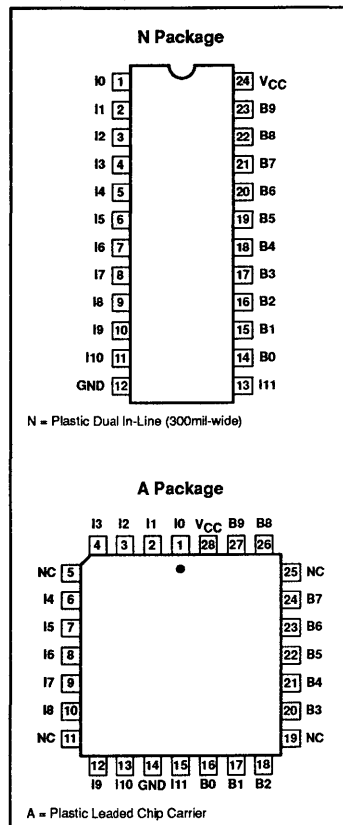 N Package
I0 1 24 VCC
I1 2 23 B9
I2 3 22 B8
I3 4 21 B7
I4 5 20 B6
I5 6 19 B5
I6 7 18 B4
I7 8 17 B3
I8 9 16 B2
I9 10 15 B1
I10 11 14 B0
GND 12 13 I11
N = Plastic Dual In-Line (300mil-wide)
A Package
I3 I2 I1 I0 VCC B9 B8
4 3 2 1 28 27 26
NC 5 25 NC
I4 6 24 B7
I5 7 23 B6
I6 8 22 B5
I7 9 21 B4
I8 10 20 B3
NC 11 19 NC
12 13 14 15 16 17 18
I9 I10 GND I11 B0 B1 B2
A = Plastic Leaded Chip Carrier